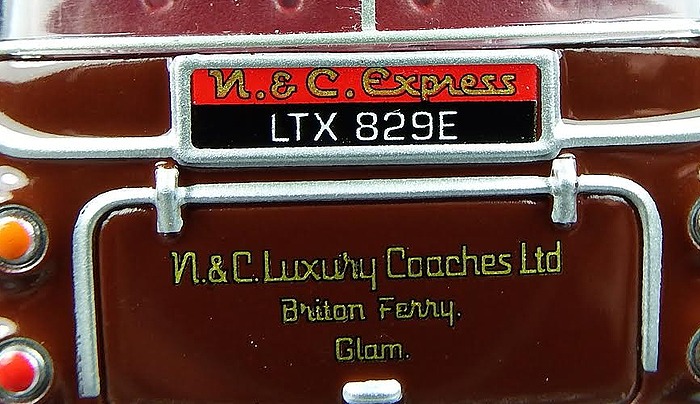 N. & C. Express
LTX 829E
N.& C. Luxury Coaches Ltd
Briton Ferry.
Glam.